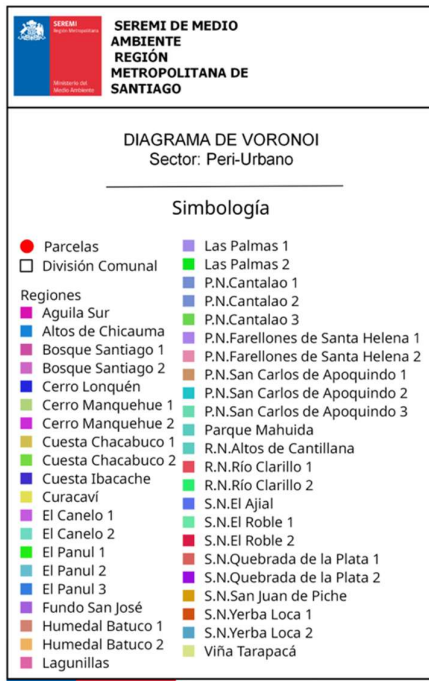 SEREMI
Región Metropolitana
Ministerio del
Medio Ambiente
SEREMI DE MEDIO
AMBIENTE
REGIÓN
METROPOLITANA DE
SANTIAGO
DIAGRAMA DE VORONOI
Sector: Peri-Urbano
Simbología
Parcelas
División Comunal
Regiones
Aguila Sur
Altos de Chicauma
Bosque Santiago 1
Bosque Santiago 2
Cerro Lonquén
Cerro Manquehue 1
Cerro Manquehue 2
Cuesta Chacabuco 1
Cuesta Chacabuco 2
Cuesta Ibacache
Curacaví
El Canelo 1
El Canelo 2
El Panul 1
El Panul 2
El Panul 3
Fundo San José
Humedal Batuco 1
Humedal Batuco 2
Lagunillas
Las Palmas 1
Las Palmas 2
P.N.Cantalao 1
P.N.Cantalao 2
P.N.Cantalao 3
P.N.Farellones de Santa Helena 1
P.N.Farellones de Santa Helena 2
P.N.San Carlos de Apoquindo 1
P.N.San Carlos de Apoquindo 2
P.N.San Carlos de Apoquindo 3
Parque Mahuida
R.N.Altos de Cantillana
R.N.Río Clarillo 1
R.N.Río Clarillo 2
S.N.El Ajial
S.N.El Roble 1
S.N.El Roble 2
S.N.Quebrada de la Plata 1
S.N.Quebrada de la Plata 2
S.N.San Juan de Piche
S.N.Yerba Loca 1
S.N.Yerba Loca 2
Viña Tarapacá